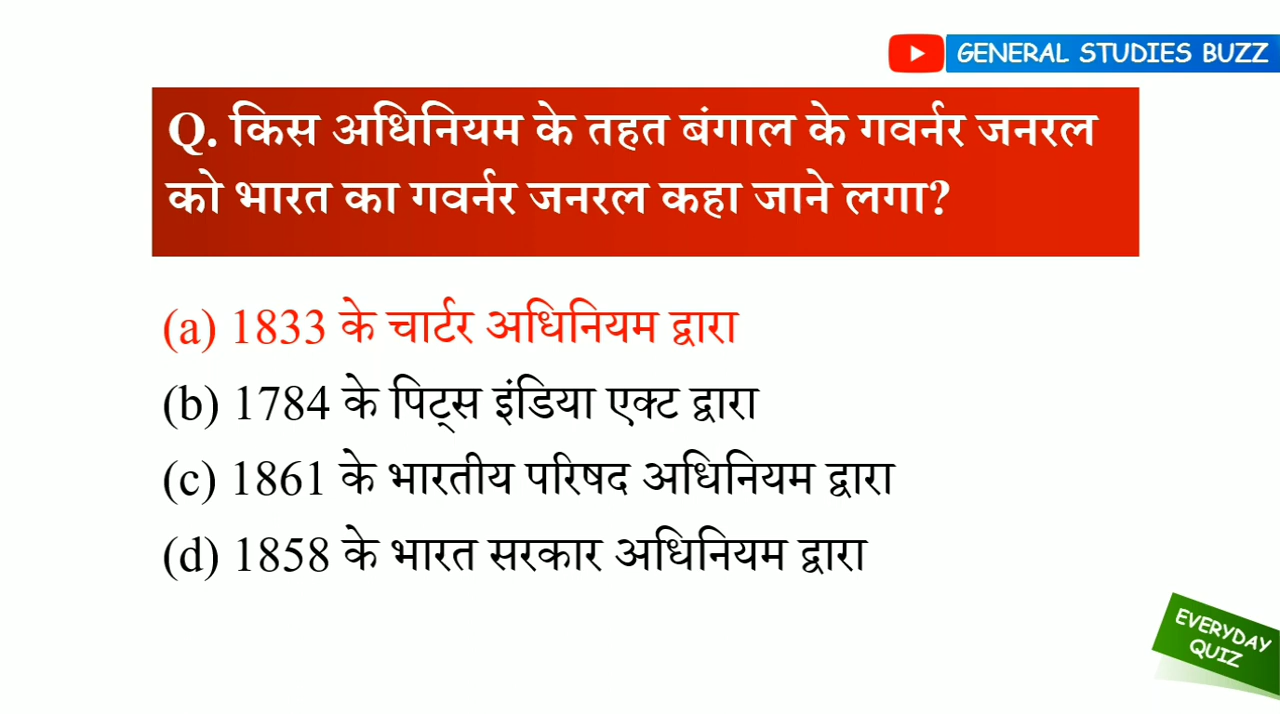 GENERAL STUDIES BUZZ
Q. किस अधिनियम के तहत बंगाल के गवर्नर जनरल
को भारत का गवर्नर जनरल कहा जाने लगा?
(a) 1833 के चार्टर अधिनियम द्वारा
(b) 1784 के पिट्स इंडिया एक्ट द्वारा
(c) 1861 के भारतीय परिषद अधिनियम द्वारा
(d) 1858 के भारत सरकार अधिनियम द्वारा
EVERYDAY
QUIZ